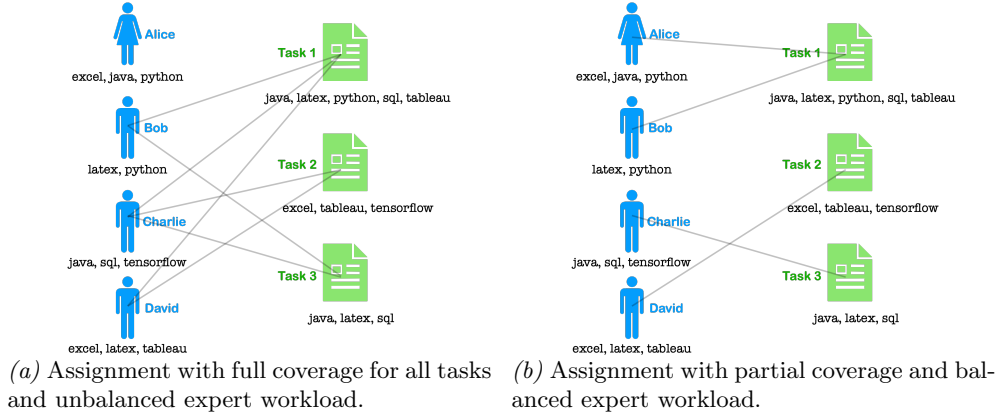 Alice
Task 1
excel, java, python
java, latex, python, sql, tableau
Bob
Task 2
latex, python
excel, tableau, tensorflow
Charlie
java, sql, tensorflow
Task 3
David
java, latex, sql
excel, latex, tableau
(a) Assignment with full coverage for all tasks
and unbalanced expert workload.
Alice
Task 1
excel, java, python
java, latex, python, sql, tableau
Bob
Task 2
latex, python
excel, tableau, tensorflow
Charlie
java, sql, tensorflow
Task 3
David
java, latex, sql
excel, latex, tableau
(b) Assignment with partial coverage and bal-
anced expert workload.